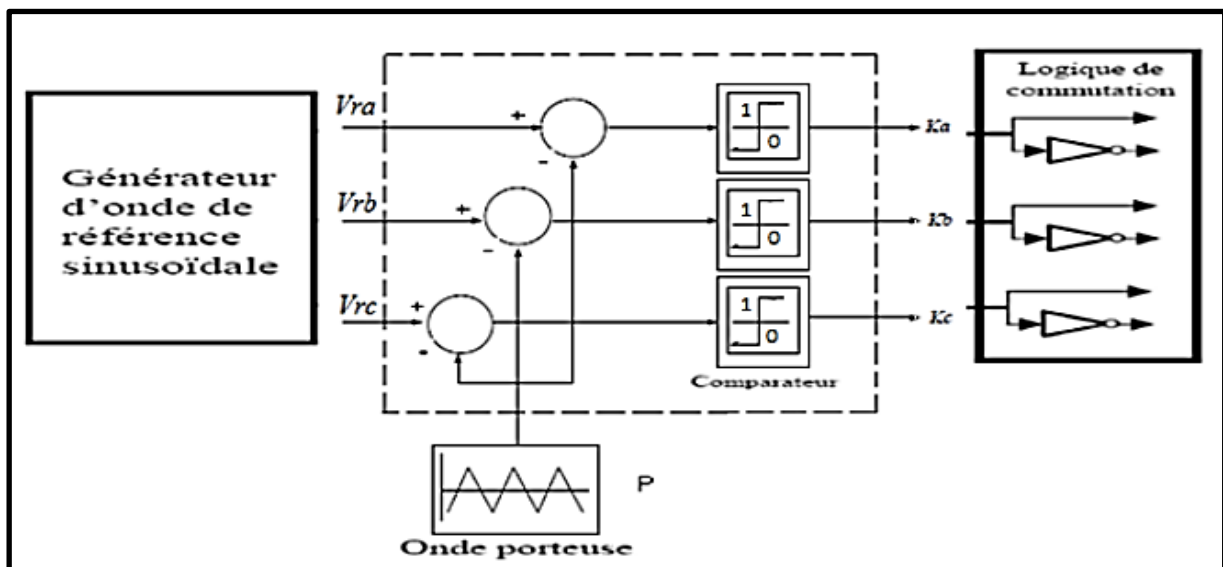 Générateur
d'onde de
référence
sinusoïdale
Vra
+
-
Vrb
+
-
Vrc
+
-
1
0
1
0
1
0
Comparateur
Ka
Kb
Kc
Logique de
commutation
P
Onde porteuse